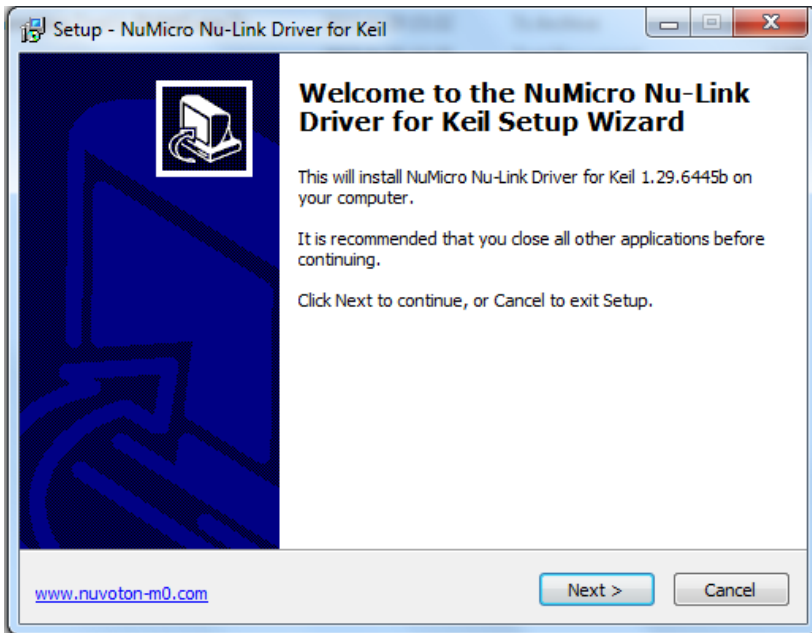 Setup - NuMicro Nu-Link Driver for Keil
Welcome to the NuMicro Nu-Link
Driver for Keil Setup Wizard
This will install NuMicro Nu-Link Driver for Keil 1.29.6445b on
your computer.
It is recommended that you close all other applications before
continuing.
Click Next to continue, or Cancel to exit Setup.
www.nuvoton-m0.com
Next >
Cancel